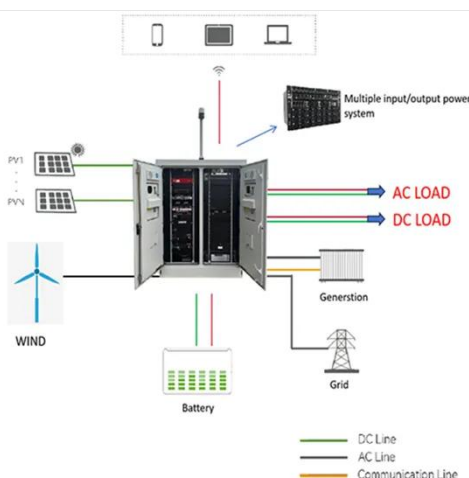 Multiple input/output power
system
PV1
PVN
AC LOAD
DC LOAD
WIND
Generstion
Grid
Battery
DC Line
AC Line
Communication Line